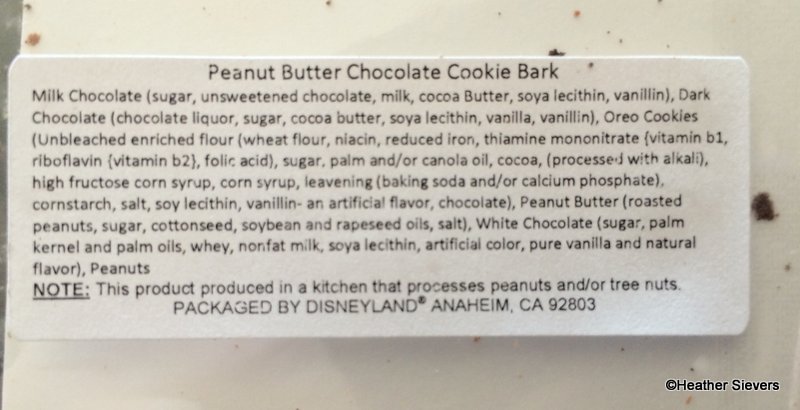 Peanut Butter Chocolate Cookie Bark
Milk Chocolate (sugar, unsweetened chocolate, milk, cocoa Butter, soya lecithin, vanillin), Dark
Chocolate (chocolate liquor, sugar, cocoa butter, soya lecithin, vanilla, vanillin), Oreo Cookies
(Unbleached enriched flour (wheat flour, niacin, reduced iron, thiamine mononitrate {vitamin b1,
riboflavin {vitamin b2}, folic acid), sugar, palm and/or canola oil, cocoa, (processed with alkali),
high fructose corn syrup, corn syrup, leavening (baking soda and/or calcium phosphate),
cornstarch, salt, soy lecithin, vanillin- an artificial flavor, chocolate), Peanut Butter (roasted
peanuts, sugar, cottonseed, soybean and rapeseed oils, salt), White Chocolate (sugar, palm
kernel and palm oils, whey, nonfat milk, soya lecithin, artificial color, pure vanilla and natural
flavor), Peanuts
NOTE: This product produced in a kitchen that processes peanuts and/or tree nuts.
PACKAGED BY DISNEYLAND® ANAHEIM, CA 92803
©Heather Sievers